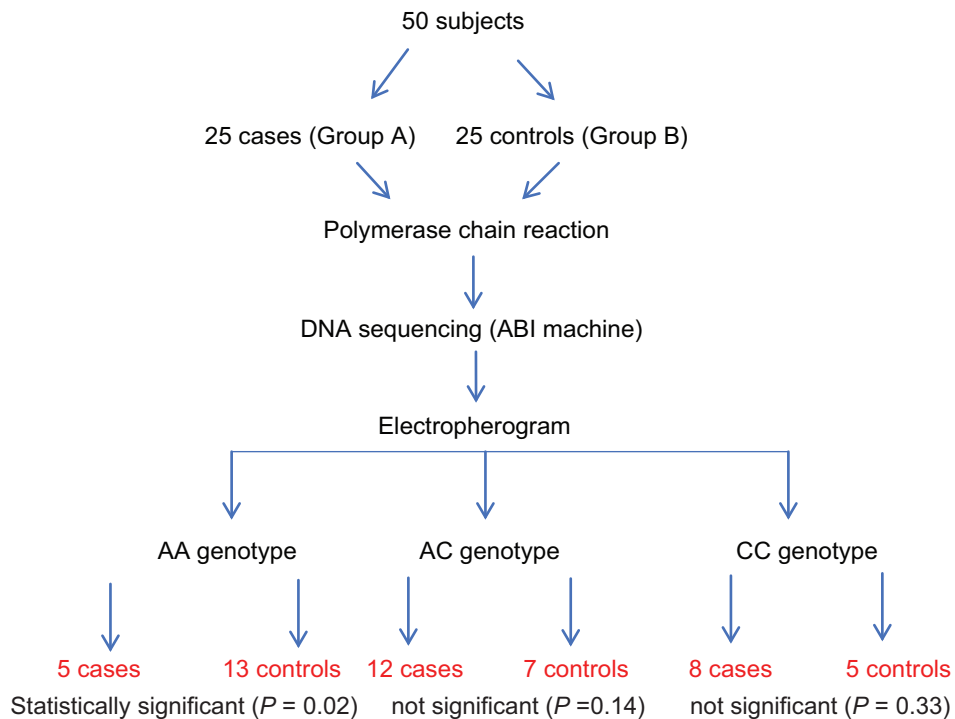 50 subjects
25 cases (Group A) 25 controls (Group B)
Polymerase chain reaction
DNA sequencing (ABI machine)
Electropherogram
AA genotype AC genotype CC genotype
5 cases 13 controls 12 cases 7 controls 8 cases 5 controls
Statistically significant (P = 0.02) not significant (P =0.14) not significant (P = 0.33)